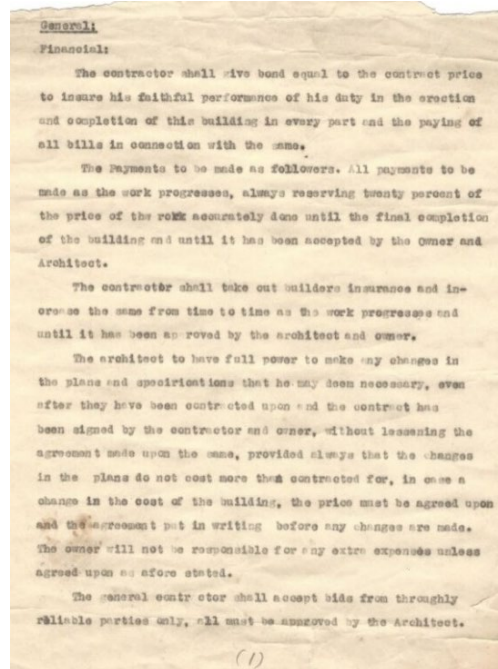 General:
Financial:
The contractor shall give bond equal to the contract price
to insure his faithful performance of his duty in the erection
and completion of this building in every part and the paying of
all bills in connection with the same.
The Payments to be made as followers. All payments to be
made as the work progresses, always reserving twenty percent of
the price of the work accurately done until the final completion
of the building and until it has been accepted by the Owner and
Architect.
The contractor shall take out builders insurance and in-
crease the same from time to time as the work progresses and
until it has been ap roved by the architect and owner.
The architect to have full power to make any changes in
the plans and specirications that he may deem necessary, even
after they have been contracted upon and the contract has
been signed by the contractor and owner, without lessening the
agreement made upon the same, provided always that the changes
in the plans do not cost more than contracted for, in case a
change in the cost of the building, the price must be agreed upon
and the agreement put in writing before any changes are made.
The owner will not be responsible for any extra expenses unless
agreed upon as afore stated.
The general contr ctor shall accept bids from throughly
reliable parties only, all must be approved by the Architect.
(1)